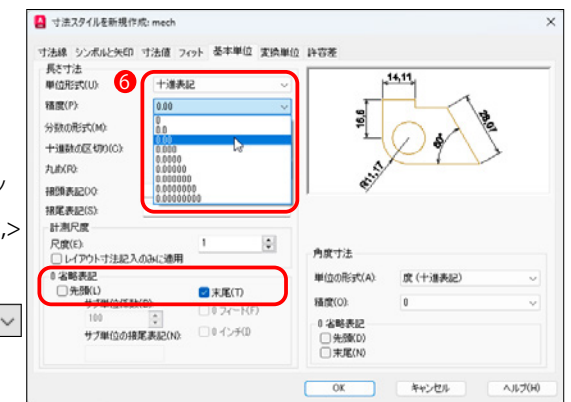 寸法スタイルを新規作成: mech
寸法線 シンボルと矢印 寸法値 フィット 基本単位 変換単位 許容差
長さ寸法
単位形式(U): 十進表記
6
精度(P): 0.00
0
0.0
0.00
0.000
0.0000
0.00000
0.000000
0.0000000
0.00000000
分数の形式(M):
十進数の区切り(C):
丸め(R):
接頭表記(X):
接尾表記(S):
計測尺度
尺度(E): 1
レイアウト寸法記入のみに適用
0 省略表記
先頭(L) 末尾(T)
サブ単位係数(B): 0 フィート(F)
100
サブ単位の接尾表記(N): 0 インチ(I)
14,11
16,6
28,07
80°
R11,17
角度寸法
単位の形式(A): 度 (十進表記)
精度(O): 0
0 省略表記
先頭(D)
末尾(N)
OK キャンセル ヘルプ(H)
,>